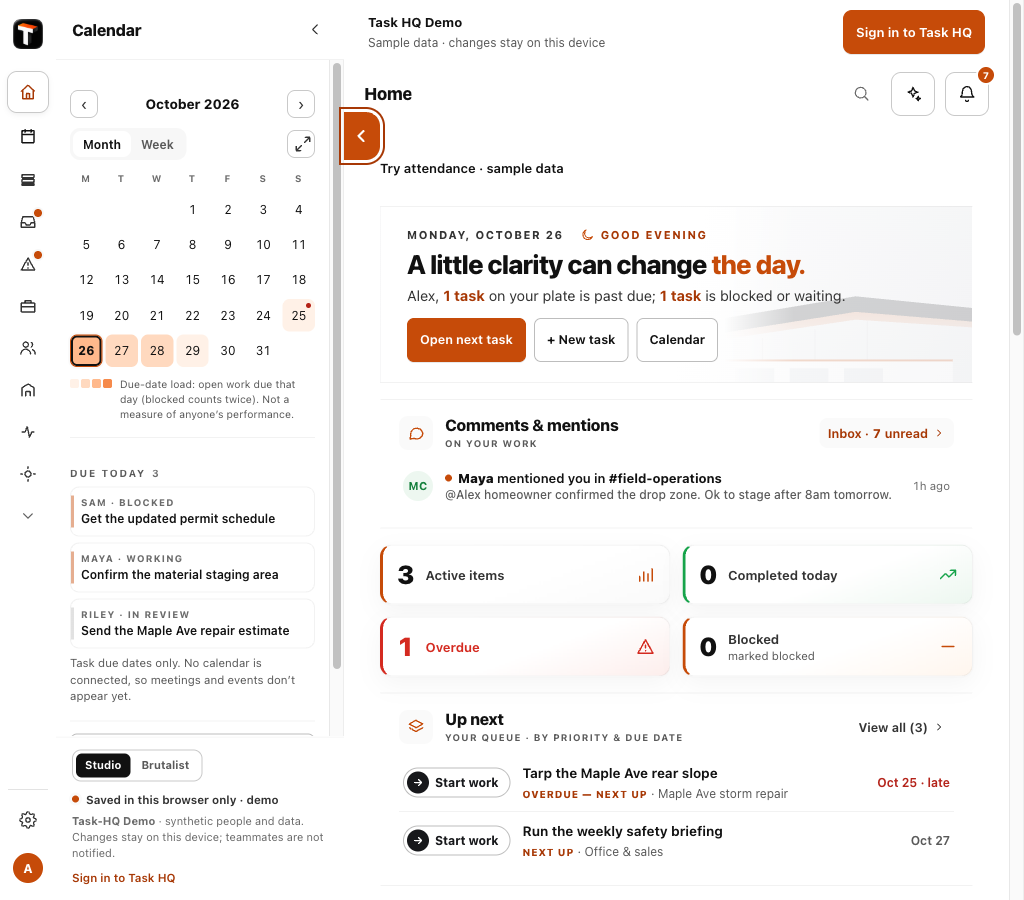 Calendar
October 2026
Month
Week
M T W T F S S
1 2 3 4
5 6 7 8 9 10 11
12 13 14 15 16 17 18
19 20 21 22 23 24 25
26 27 28 29 30 31
Due-date load: open work due that
day (blocked counts twice). Not a
measure of anyone's performance.
DUE TODAY 3
SAM · BLOCKED
Get the updated permit schedule
MAYA · WORKING
Confirm the material staging area
RILEY · IN REVIEW
Send the Maple Ave repair estimate
Task due dates only. No calendar is
connected, so meetings and events don't
appear yet.
Studio
Brutalist
Saved in this browser only · demo
Task-HQ Demo · synthetic people and data.
Changes stay on this device; teammates are not
notified.
Sign in to Task HQ
A
Task HQ Demo
Sample data · changes stay on this device
Sign in to Task HQ
Home
7
Try attendance · sample data
MONDAY, OCTOBER 26
GOOD EVENING
A little clarity can change the day.
Alex, 1 task on your plate is past due; 1 task is blocked or waiting.
Open next task
+ New task
Calendar
Comments & mentions
ON YOUR WORK
Inbox · 7 unread
MC
Maya mentioned you in #field-operations
@Alex homeowner confirmed the drop zone. Ok to stage after 8am tomorrow.
1h ago
3 Active items
0 Completed today
1 Overdue
0 Blocked
marked blocked
Up next
YOUR QUEUE · BY PRIORITY & DUE DATE
View all (3)
Start work
Tarp the Maple Ave rear slope
OVERDUE — NEXT UP · Maple Ave storm repair
Oct 25 · late
Start work
Run the weekly safety briefing
NEXT UP · Office & sales
Oct 27